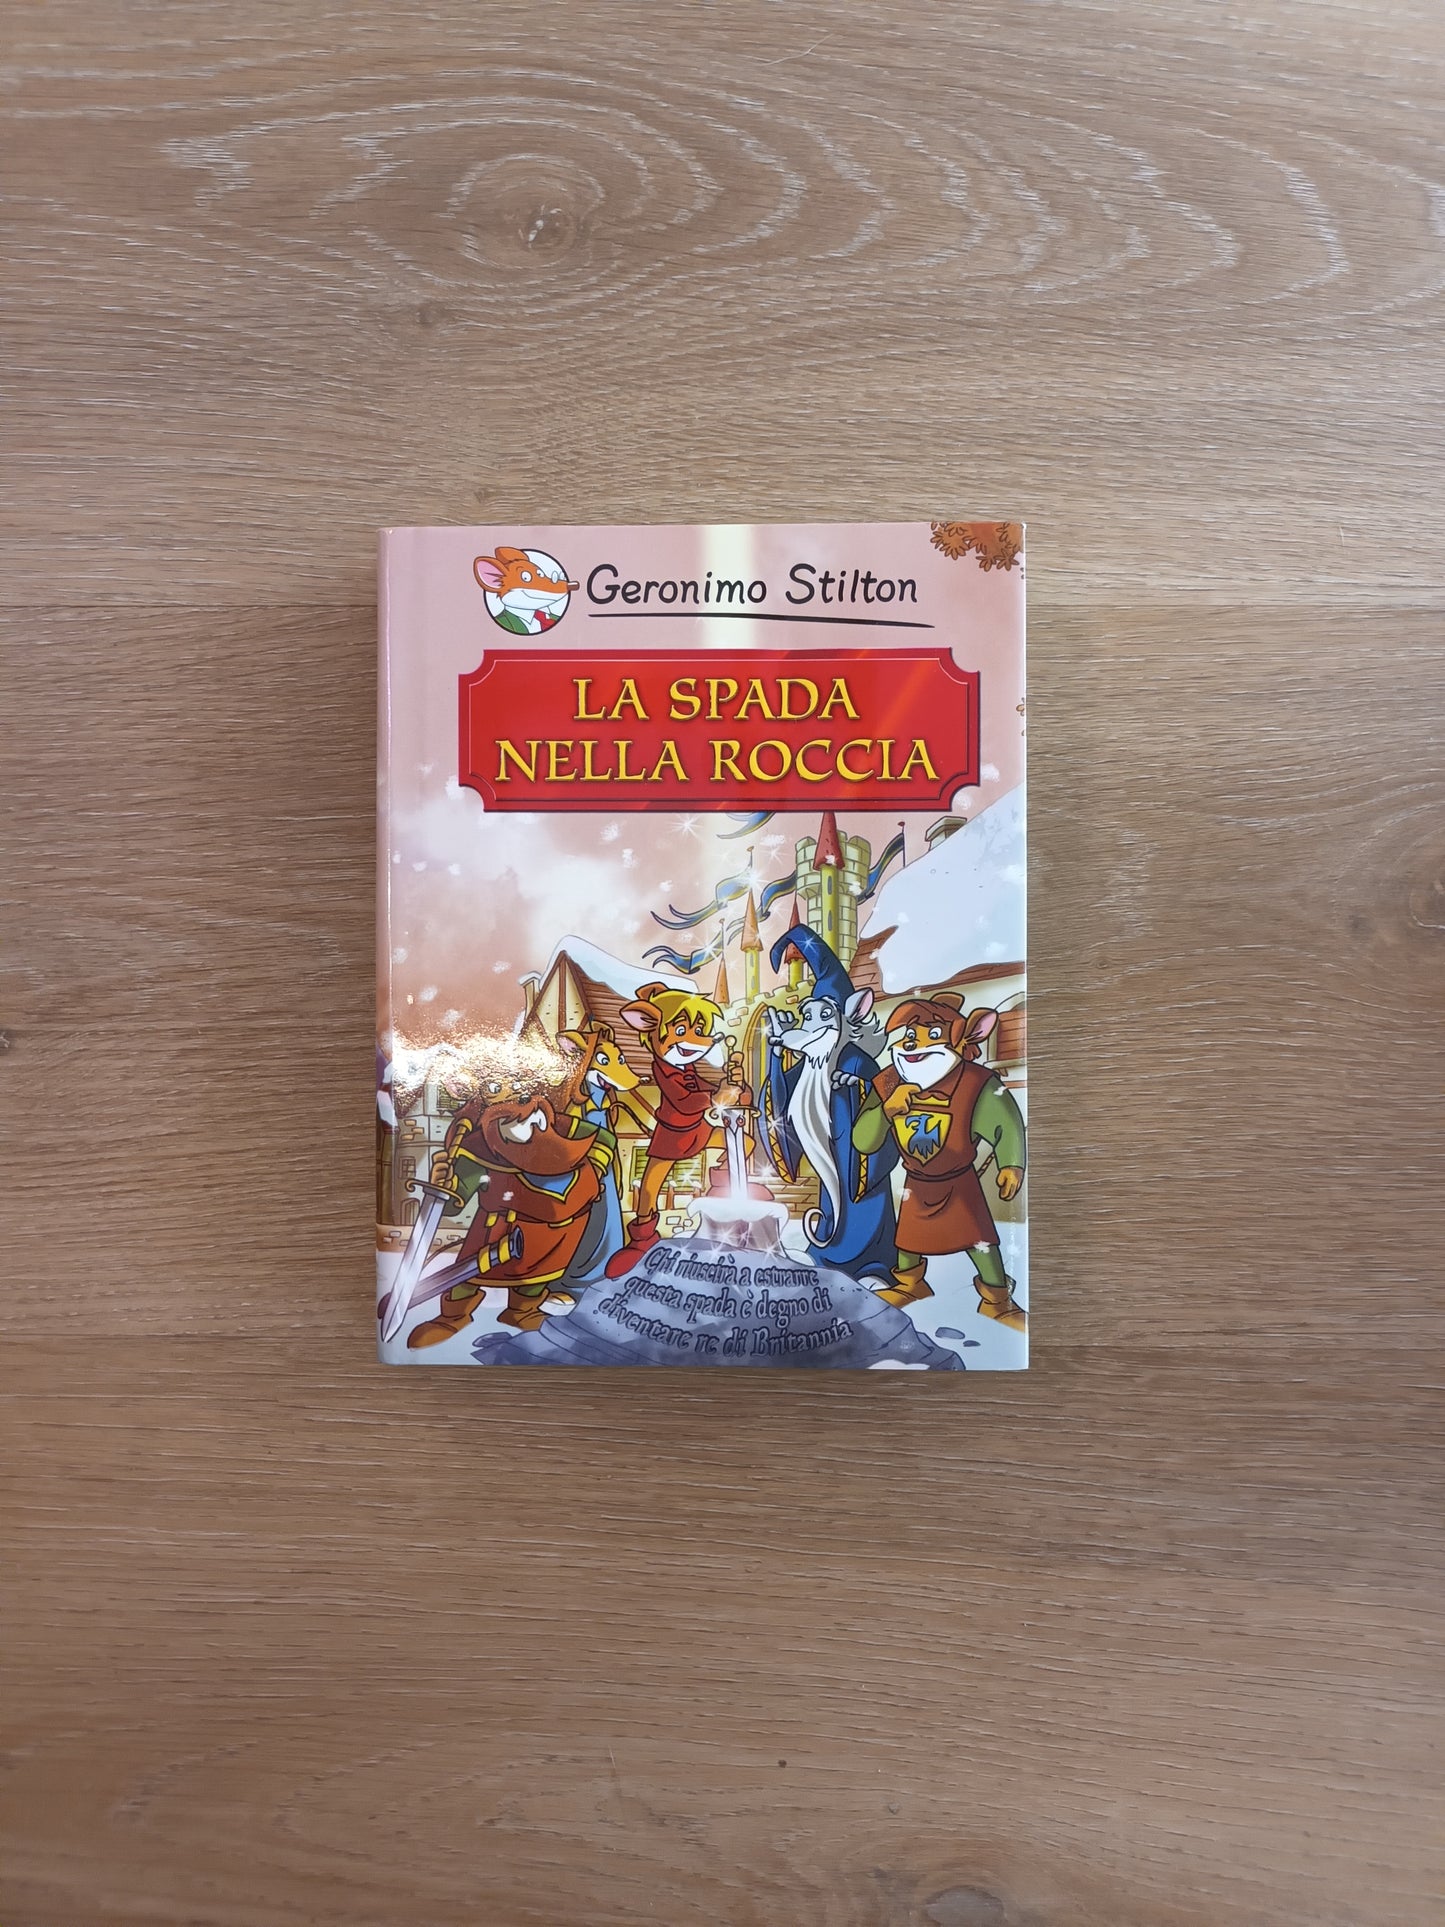 Geronimo Stilton
LA SPADA
NELLA ROCCIA
Chi riuscirà a estrarre
questa spada è degno di
diventare re di Britannia